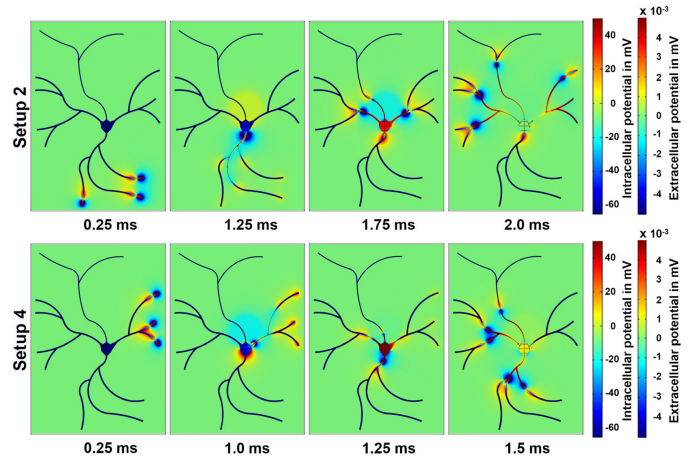 Setup 2
0.25 ms
1.25 ms
1.75 ms
2.0 ms
40
20
0
-20
-40
-60
Intracellular potential in mV
x 10⁻³
4
3
2
1
0
-1
-2
-3
-4
Extracellular potential in mV
Setup 4
0.25 ms
1.0 ms
1.25 ms
1.5 ms
40
20
0
-20
-40
-60
Intracellular potential in mV
x 10⁻³
4
3
2
1
0
-1
-2
-3
-4
Extracellular potential in mV